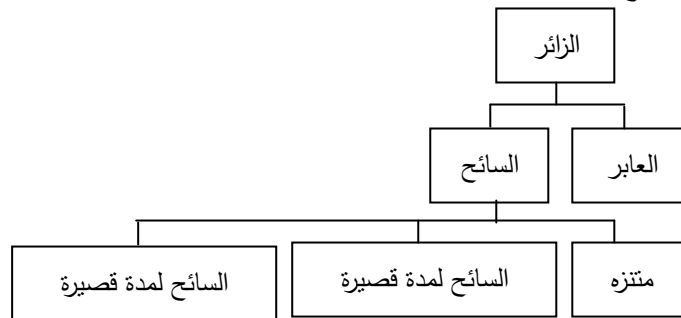 الزائر
العابر
السائح
متنزه
السائح لمدة قصيرة
السائح لمدة قصيرة